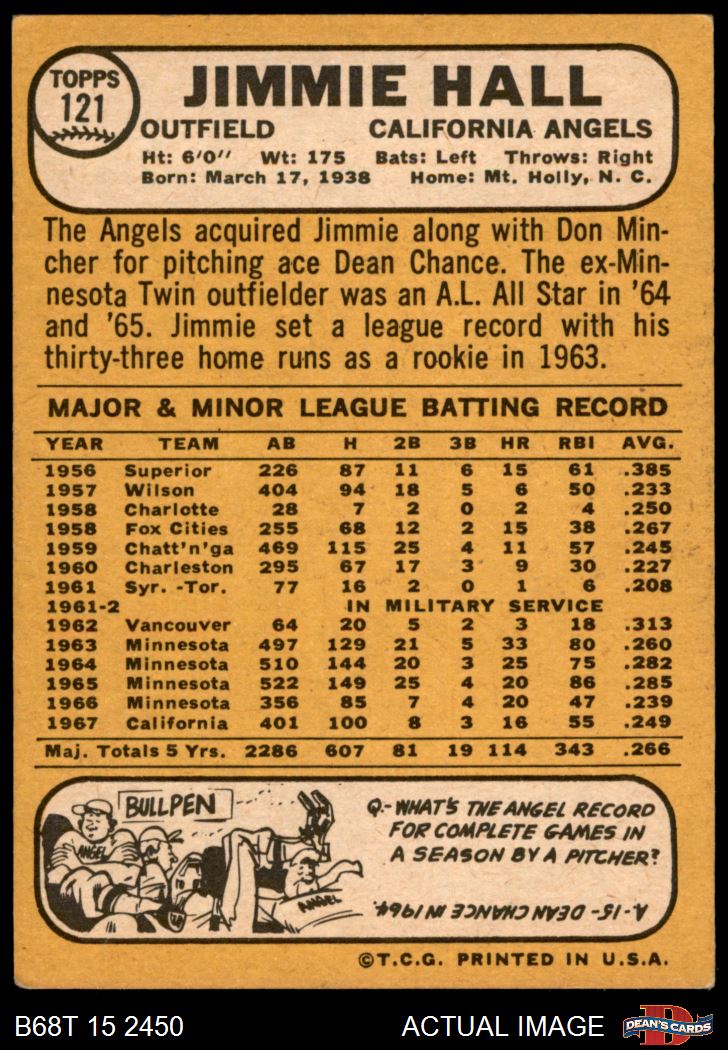 TOPPS
121
JIMMIE HALL
OUTFIELD CALIFORNIA ANGELS
Ht: 6'0" Wt: 175 Bats: Left Throws: Right
Born: March 17, 1938 Home: Mt. Holly, N. C.
The Angels acquired Jimmie along with Don Min-
cher for pitching ace Dean Chance. The ex-Min-
nesota Twin outfielder was an A.L. All Star in '64
and '65. Jimmie set a league record with his
thirty-three home runs as a rookie in 1963.
MAJOR & MINOR LEAGUE BATTING RECORD
YEAR TEAM AB H 2B 3B HR RBI AVG.
1956 Superior 226 87 11 6 15 61 .385
1957 Wilson 404 94 18 5 6 50 .233
1958 Charlotte 28 7 2 0 2 4 .250
1958 Fox Cities 255 68 12 2 15 38 .267
1959 Chatt'n'ga 469 115 25 4 11 57 .245
1960 Charleston 295 67 17 3 9 30 .227
1961 Syr. -Tor. 77 16 2 0 1 6 .208
1961-2 IN MILITARY SERVICE
1962 Vancouver 64 20 5 2 3 18 .313
1963 Minnesota 497 129 21 5 33 80 .260
1964 Minnesota 510 144 20 3 25 75 .282
1965 Minnesota 522 149 25 4 20 86 .285
1966 Minnesota 356 85 7 4 20 47 .239
1967 California 401 100 8 3 16 55 .249
Maj. Totals 5 Yrs. 2286 607 81 19 114 343 .266
BULLPEN
ANGEL
ANGEL
Q.-WHAT'S THE ANGEL RECORD
FOR COMPLETE GAMES IN
A SEASON BY A PITCHER?
A-15-DEAN CHANCE IN 1964.
©T.C.G. PRINTED IN U.S.A.
B68T 15 2450 ACTUAL IMAGE
D
DEAN'S CARDS